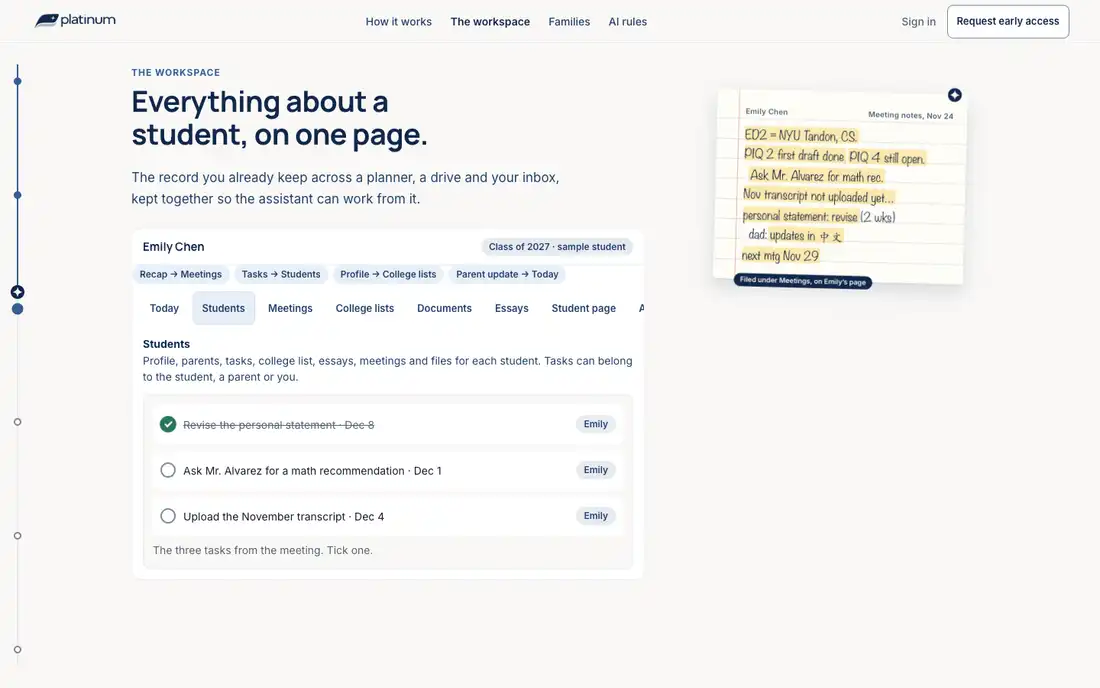 platinum
How it works
The workspace
Families
AI rules
Sign in
Request early access
THE WORKSPACE
Everything about a
student, on one page.
The record you already keep across a planner, a drive and your inbox,
kept together so the assistant can work from it.
Emily Chen
Class of 2027 · sample student
Recap → Meetings
Tasks → Students
Profile → College lists
Parent update → Today
Today
Students
Meetings
College lists
Documents
Essays
Student page
A
Students
Profile, parents, tasks, college list, essays, meetings and files for each student. Tasks can belong
to the student, a parent or you.
Revise the personal statement · Dec 8
Emily
Ask Mr. Alvarez for a math recommendation · Dec 1
Emily
Upload the November transcript · Dec 4
Emily
The three tasks from the meeting. Tick one.
Emily Chen
Meeting notes, Nov 24
ED2 = NYU Tandon, CS.
PIQ 2 first draft done. PIQ 4 still open.
Ask Mr. Alvarez for math rec.
Nov transcript not uploaded yet...
personal statement: revise (2 wks)
dad: updates in 中文
next mtg Nov 29
Filed under Meetings, on Emily's page